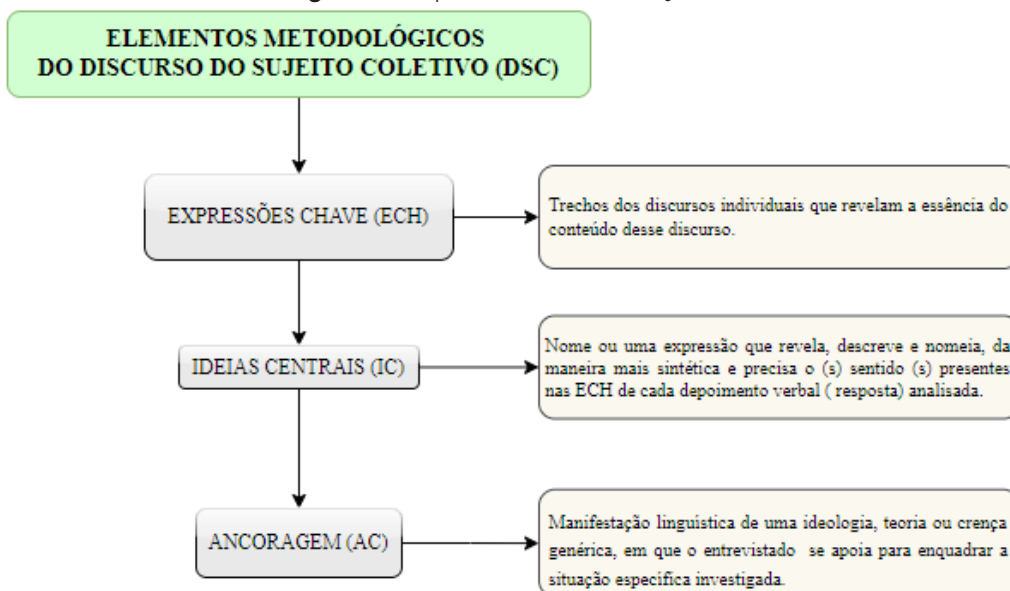 ELEMENTOS METODOLÓGICOS
DO DISCURSO DO SUJEITO COLETIVO (DSC)
EXPRESSÕES CHAVE (ECH)
Trechos dos discursos individuais que revelam a essência do
conteúdo desse discurso.
IDEIAS CENTRAIS (IC)
Nome ou uma expressão que revela, descreve e nomeia, da
maneira mais sintética e precisa o (s) sentido (s) presentes
nas ECH de cada depoimento verbal ( resposta) analisada.
ANCORAGEM (AC)
Manifestação linguística de uma ideologia, teoria ou crença
genérica, em que o entrevistado se apoia para enquadrar a
situação específica investigada.